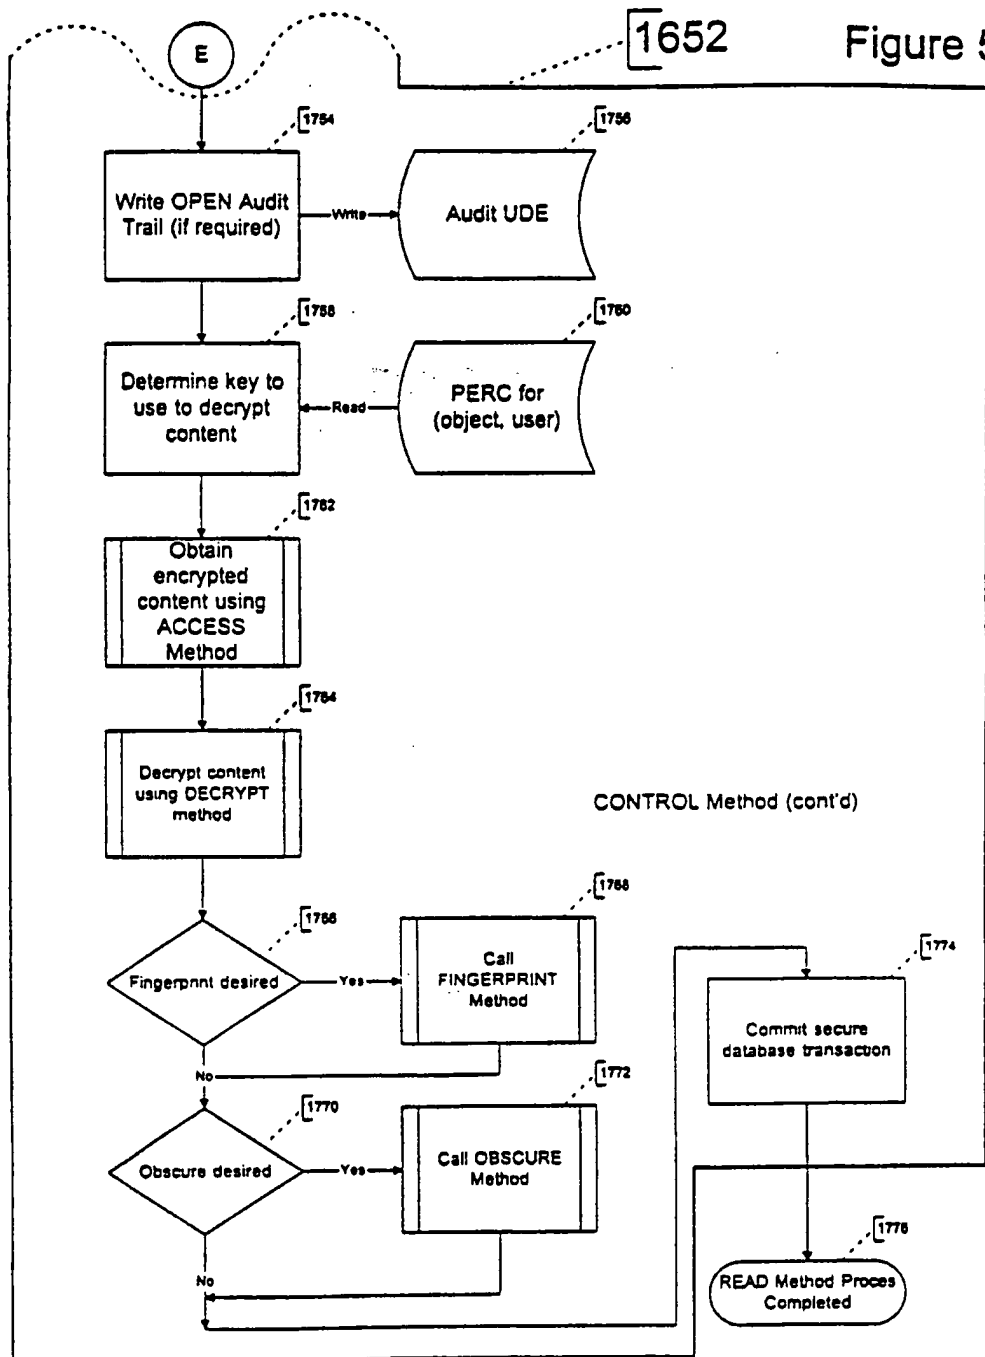 1652
Figure 5
E
1754
Write OPEN Audit
Trail (if required)
Write
1756
Audit UDE
1758
Determine key to
use to decrypt
content
Read
1760
PERC for
(object, user)
1762
Obtain
encrypted
content using
ACCESS
Method
1764
Decrypt content
using DECRYPT
method
CONTROL Method (cont'd)
1766
Fingerprint desired
Yes
1768
Call
FINGERPRINT
Method
No
1770
Obscure desired
Yes
1772
Call OBSCURE
Method
No
1774
Commit secure
database transaction
1776
READ Method Proces
Completed